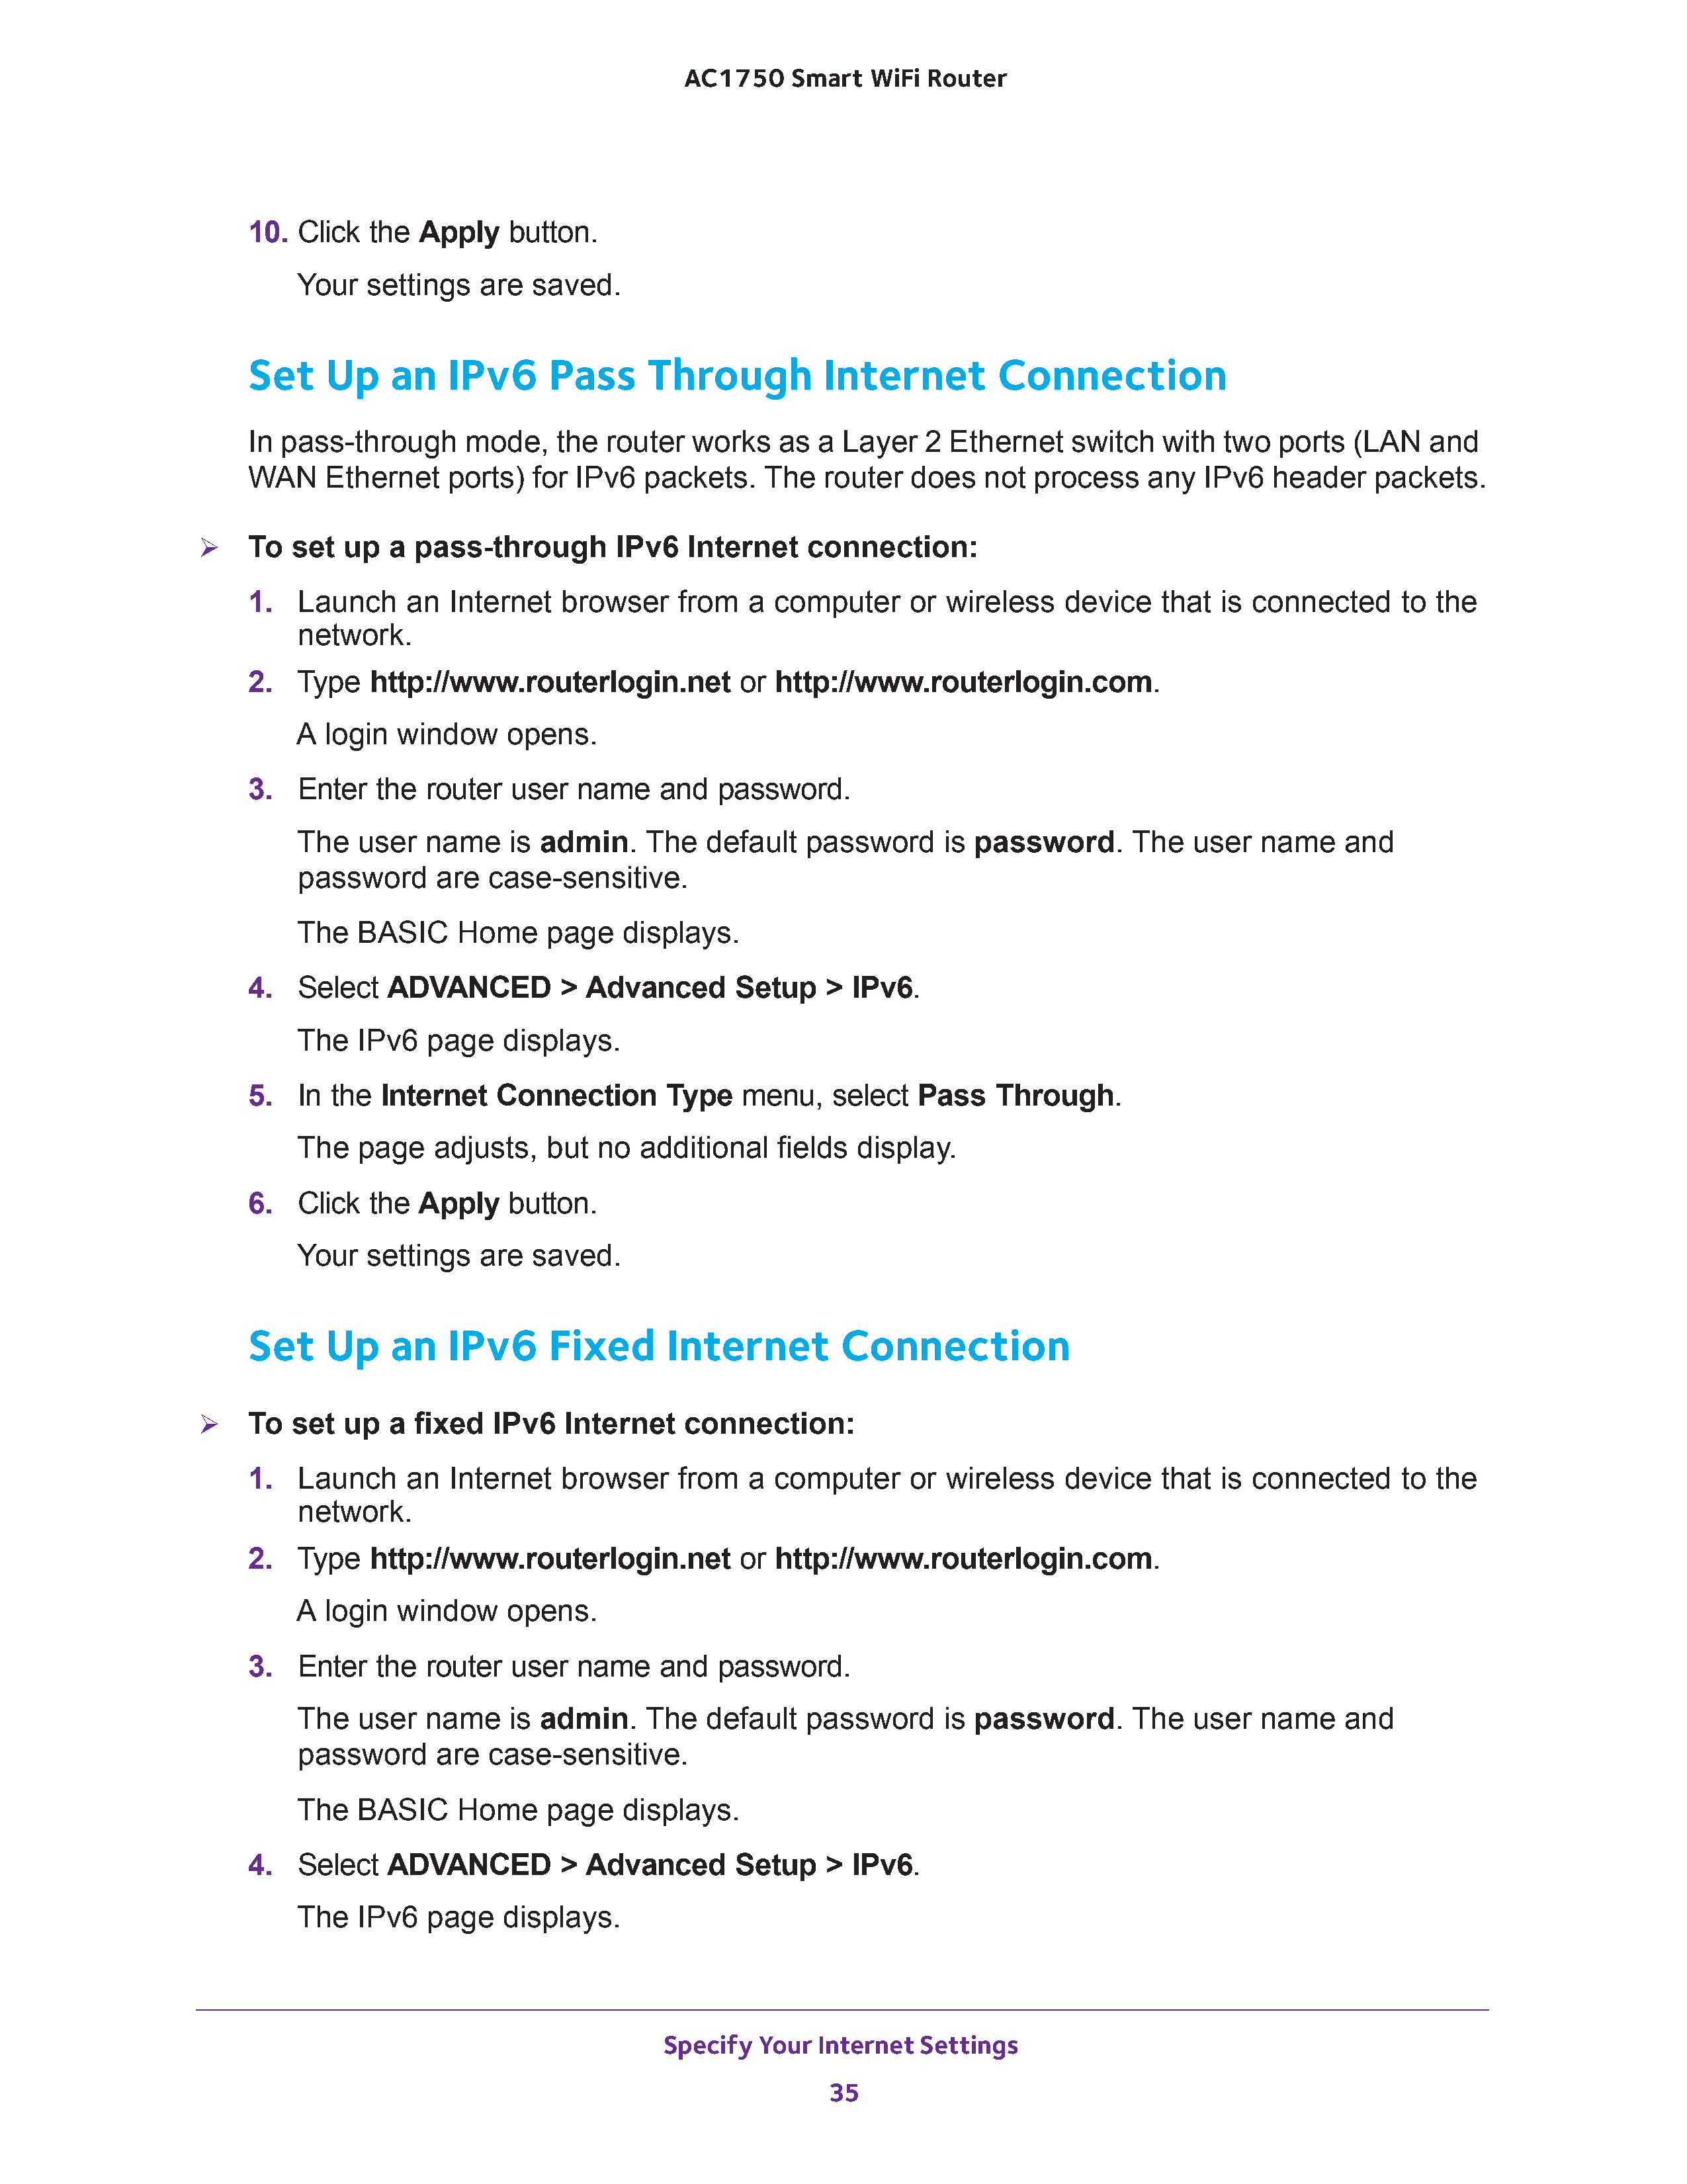 AC1750 Smart WiFi Router
10. Click the Apply button.
Your settings are saved.
Set Up an IPv6 Pass Through Internet Connection
In pass-through mode, the router works as a Layer 2 Ethernet switch with two ports (LAN and
WAN Ethernet ports) for IPv6 packets. The router does not process any IPv6 header packets.
➢ To set up a pass-through IPv6 Internet connection:
1. Launch an Internet browser from a computer or wireless device that is connected to the
network.
2. Type http://www.routerlogin.net or http://www.routerlogin.com.
A login window opens.
3. Enter the router user name and password.
The user name is admin. The default password is password. The user name and
password are case-sensitive.
The BASIC Home page displays.
4. Select ADVANCED > Advanced Setup > IPv6.
The IPv6 page displays.
5. In the Internet Connection Type menu, select Pass Through.
The page adjusts, but no additional fields display.
6. Click the Apply button.
Your settings are saved.
Set Up an IPv6 Fixed Internet Connection
➢ To set up a fixed IPv6 Internet connection:
1. Launch an Internet browser from a computer or wireless device that is connected to the
network.
2. Type http://www.routerlogin.net or http://www.routerlogin.com.
A login window opens.
3. Enter the router user name and password.
The user name is admin. The default password is password. The user name and
password are case-sensitive.
The BASIC Home page displays.
4. Select ADVANCED > Advanced Setup > IPv6.
The IPv6 page displays.
Specify Your Internet Settings
35